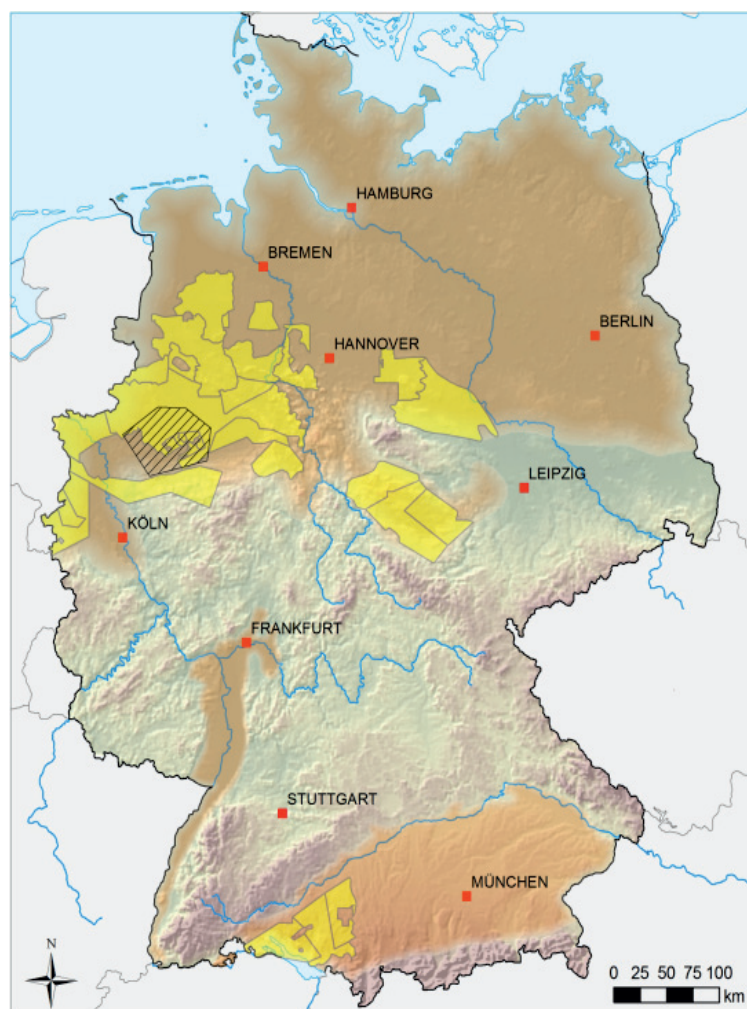 HAMBURG
BREMEN
BERLIN
HANNOVER
LEIPZIG
KÖLN
FRANKFURT
STUTTGART
MÜNCHEN
N
0 25 50 75 100
km